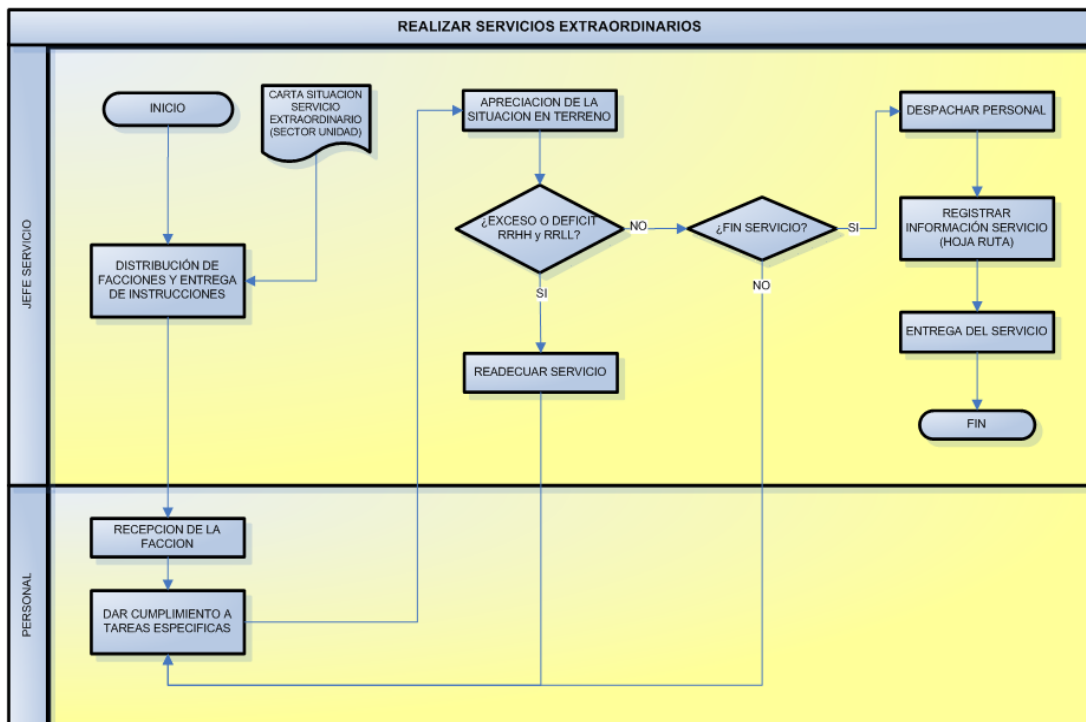 REALIZAR SERVICIOS EXTRAORDINARIOS
JEFE SERVICIO
INICIO
CARTA SITUACION
SERVICIO
EXTRAORDINARIO
(SECTOR UNIDAD)
DISTRIBUCIÓN DE
FACCIONES Y ENTREGA
DE INSTRUCCIONES
APRECIACION DE LA
SITUACION EN TERRENO
¿EXCESO O DEFICIT
RRHH y RRLL?
NO
SI
READECUAR SERVICIO
¿FIN SERVICIO?
SI
NO
DESPACHAR PERSONAL
REGISTRAR
INFORMACIÓN SERVICIO
(HOJA RUTA)
ENTREGA DEL SERVICIO
FIN
PERSONAL
RECEPCION DE LA
FACCION
DAR CUMPLIMIENTO A
TAREAS ESPECIFICAS